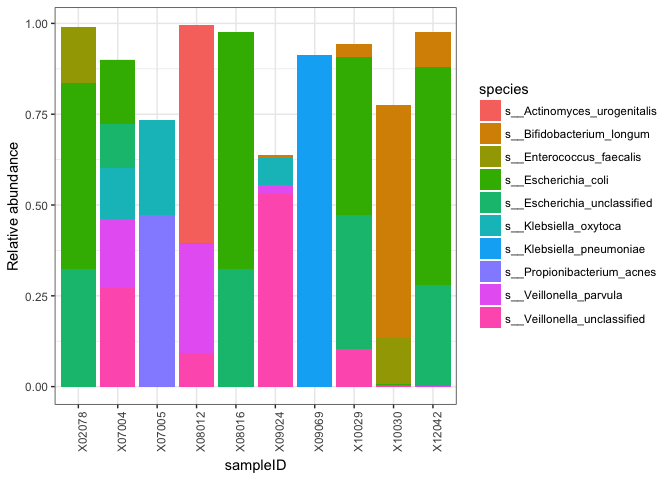 1.00
0.75
0.50
0.25
0.00
Relative abundance
X02078
X07004
X07005
X08012
X08016
X09024
X09069
X10029
X10030
X12042
sampleID
species
s__Actinomyces_urogenitalis
s__Bifidobacterium_longum
s__Enterococcus_faecalis
s__Escherichia_coli
s__Escherichia_unclassified
s__Klebsiella_oxytoca
s__Klebsiella_pneumoniae
s__Propionibacterium_acnes
s__Veillonella_parvula
s__Veillonella_unclassified